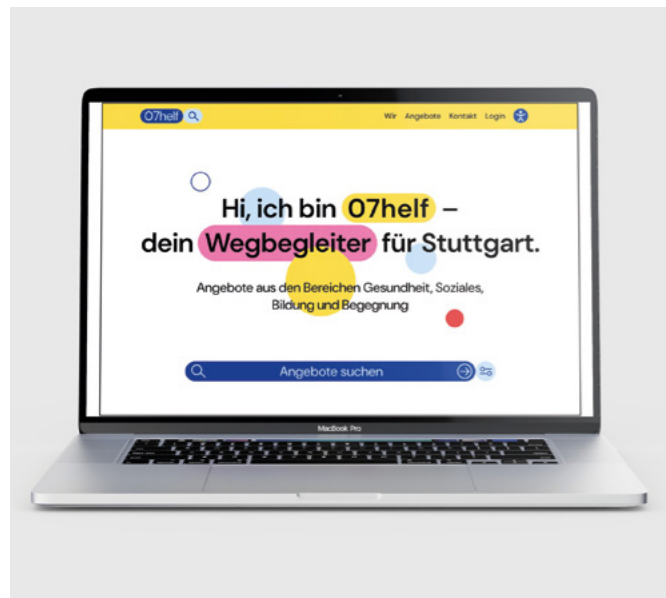 07helf
Wir Angebote Kontakt Login
Hi, ich bin 07helf –
dein Wegbegleiter für Stuttgart.
Angebote aus den Bereichen Gesundheit, Soziales,
Bildung und Begegnung
Angebote suchen
MacBook Pro